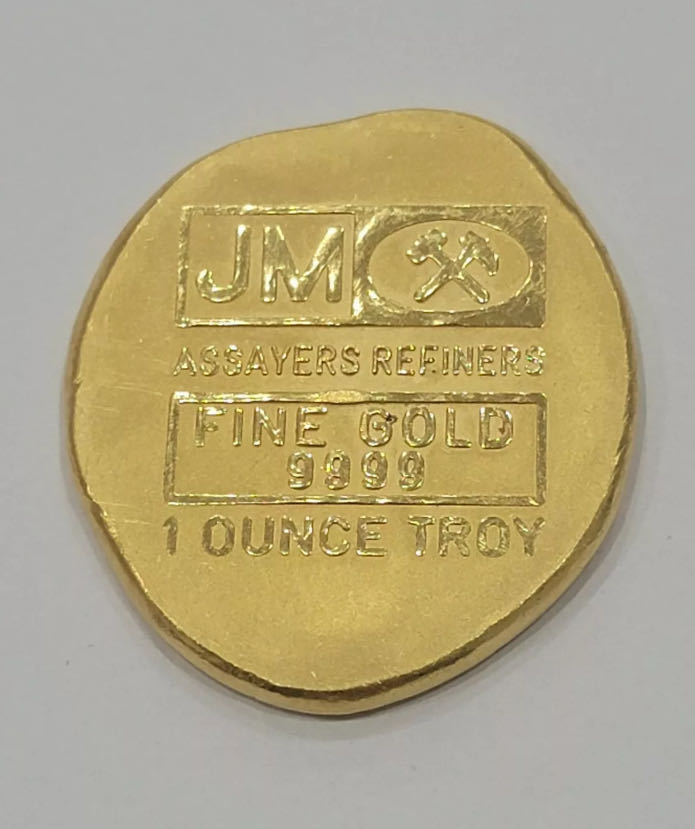 JM
ASSAYERS REFINERS
FINE GOLD
9999
1 OUNCE TROY